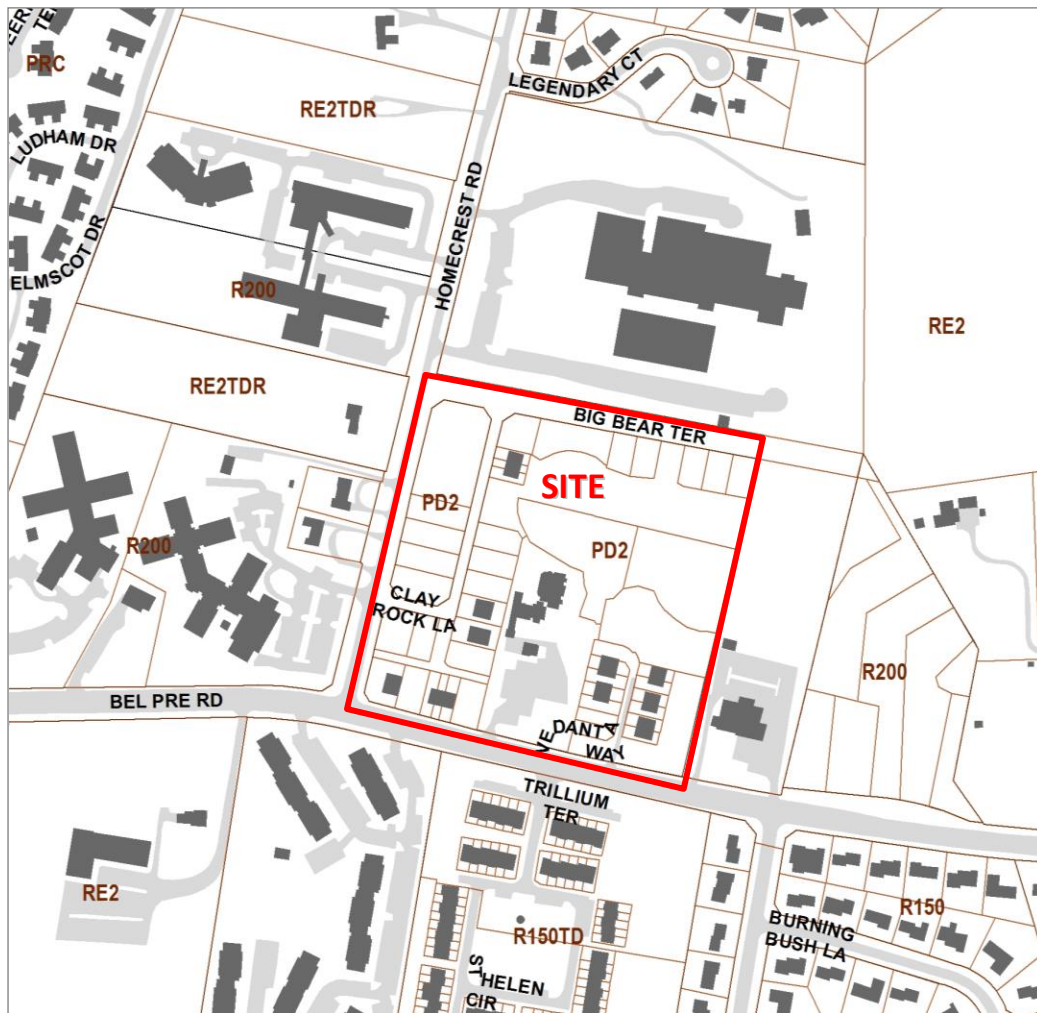 PRC
LEGENDARY CT
RE2TDR
LUDHAM DR
HOMECREST RD
ELMSCOT DR
R200
RE2
RE2TDR
BIG BEAR TER
SITE
PD2
PD2
R200
CLAY
ROCK LA
R200
BEL PRE RD
VE
DANTA
WAY
TRILLIUM
TER
RE2
R150
R150TD
BURNING
BUSH LA
ST
HELEN
CIR